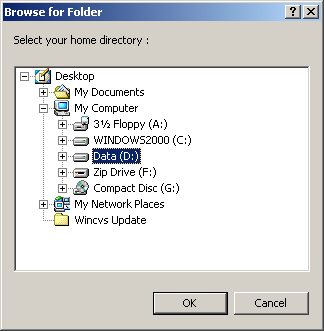 Browse for Folder
Select your home directory :
Desktop
My Documents
My Computer
3½ Floppy (A:)
WINDOWS2000 (C:)
Data (D:)
Zip Drive (F:)
Compact Disc (G:)
My Network Places
Wincvs Update
OK Cancel